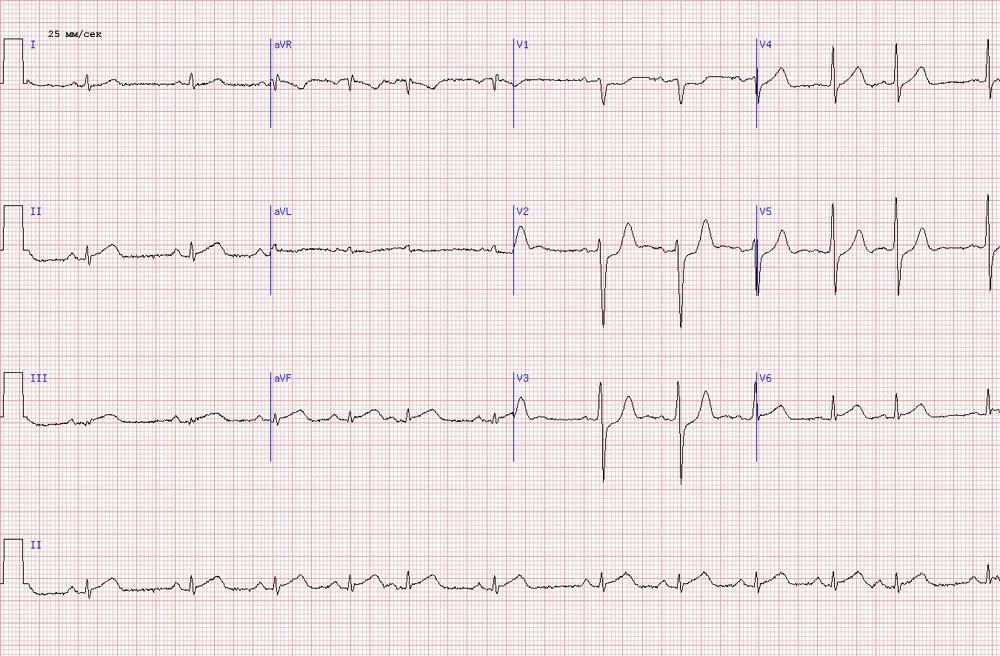 25 мм/сек
I aVR V1 V4
II aVL V2 V5
III aVF V3 V6
II